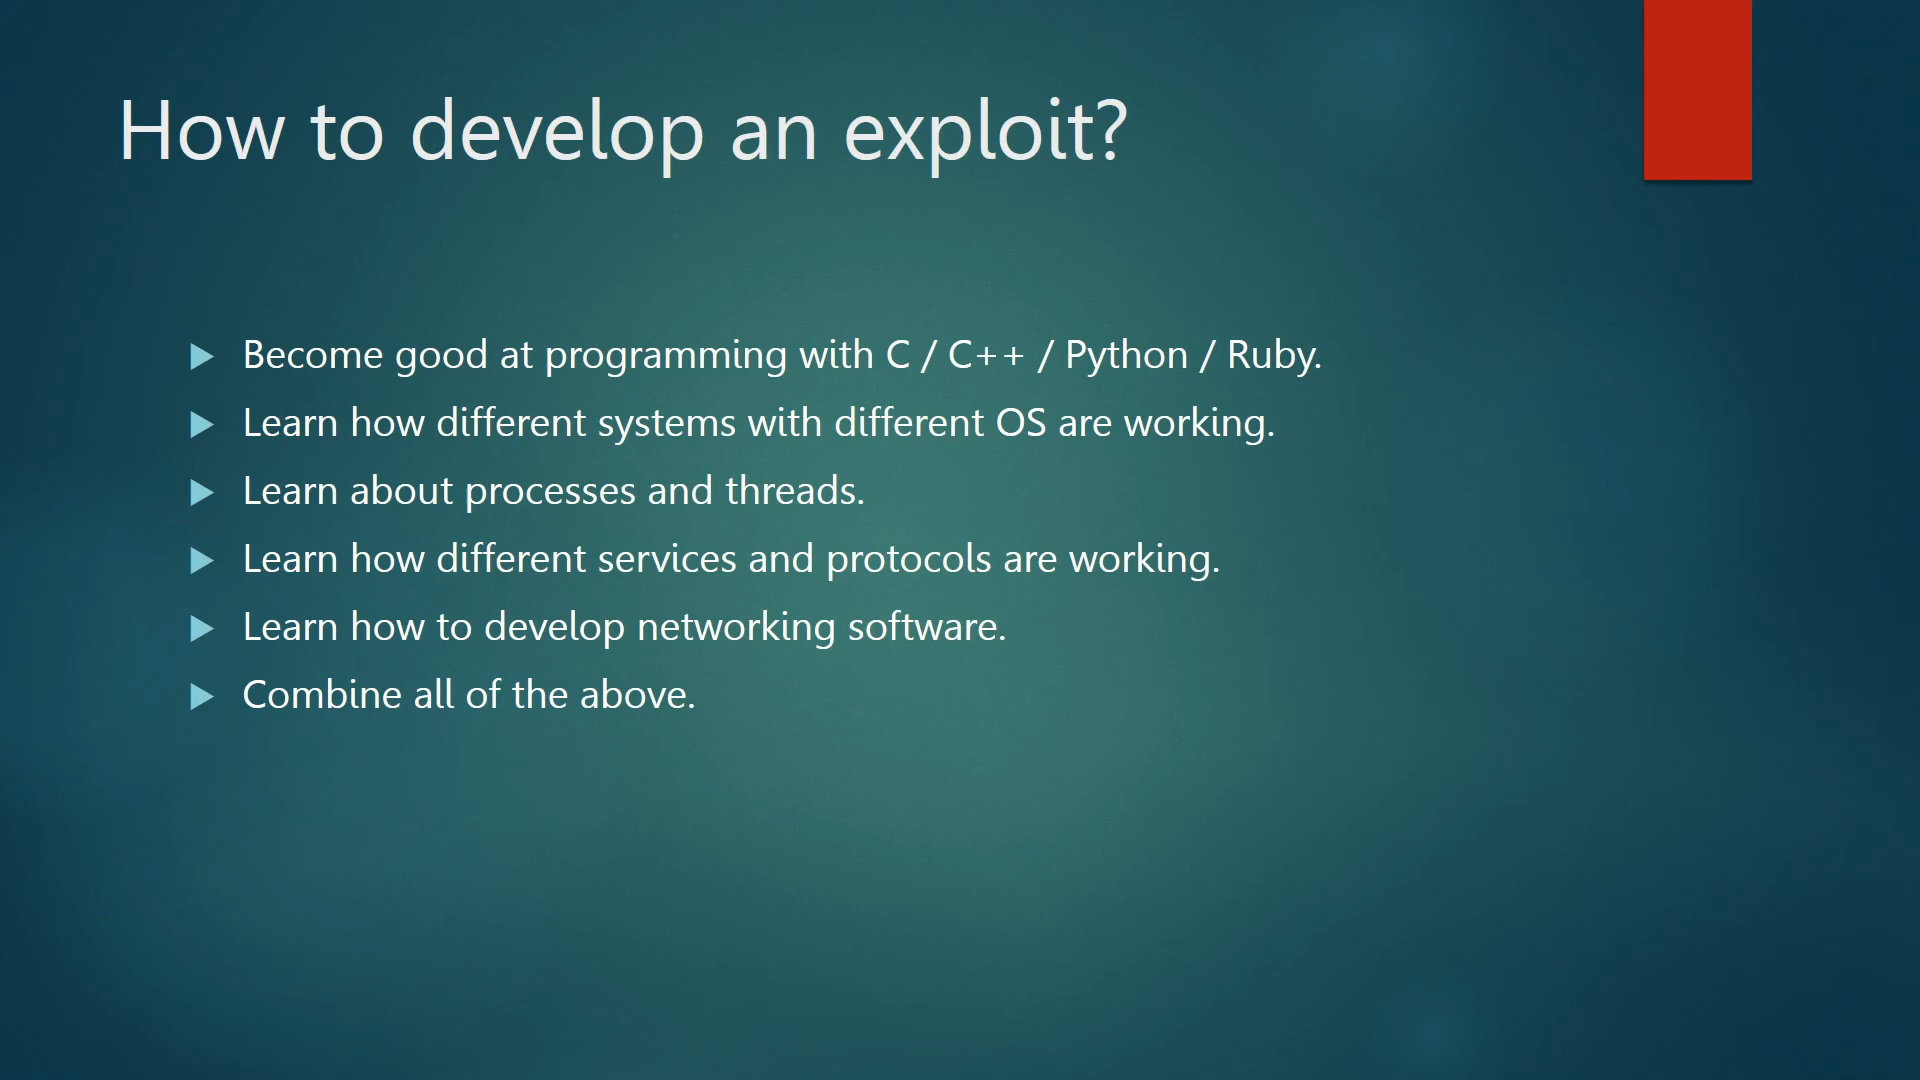 How to develop an exploit?
Become good at programming with C / C++ / Python / Ruby.
Learn how different systems with different OS are working.
Learn about processes and threads.
Learn how different services and protocols are working.
Learn how to develop networking software.
Combine all of the above.